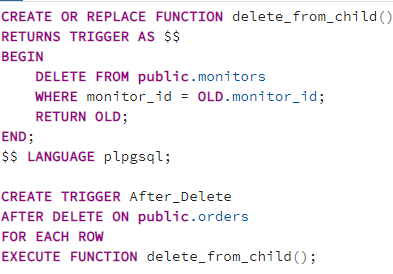 CREATE OR REPLACE FUNCTION delete_from_child()
RETURNS TRIGGER AS $$
BEGIN
    DELETE FROM public.monitors
    WHERE monitor_id = OLD.monitor_id;
    RETURN OLD;
END;
$$ LANGUAGE plpgsql;

CREATE TRIGGER After_Delete
AFTER DELETE ON public.orders
FOR EACH ROW
EXECUTE FUNCTION delete_from_child();